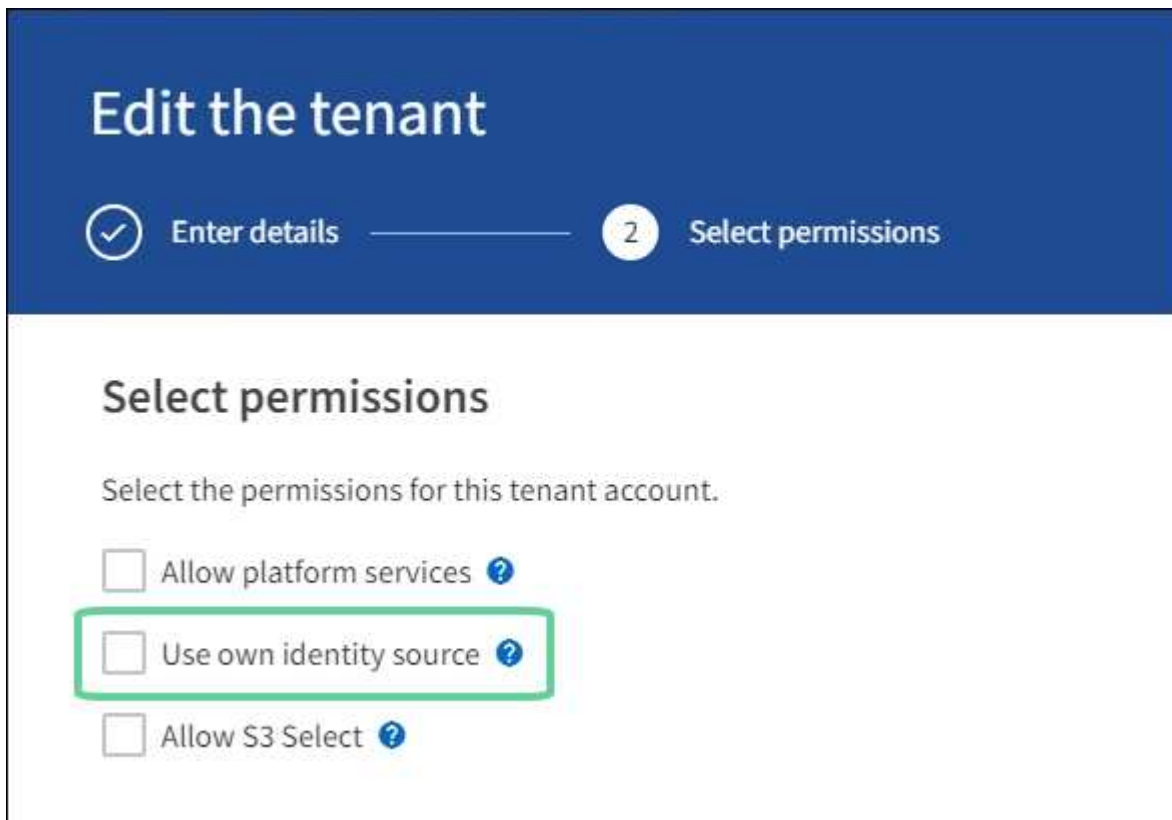 Edit the tenant
Enter details 2 Select permissions
Select permissions
Select the permissions for this tenant account.
Allow platform services ?
Use own identity source ?
Allow S3 Select ?